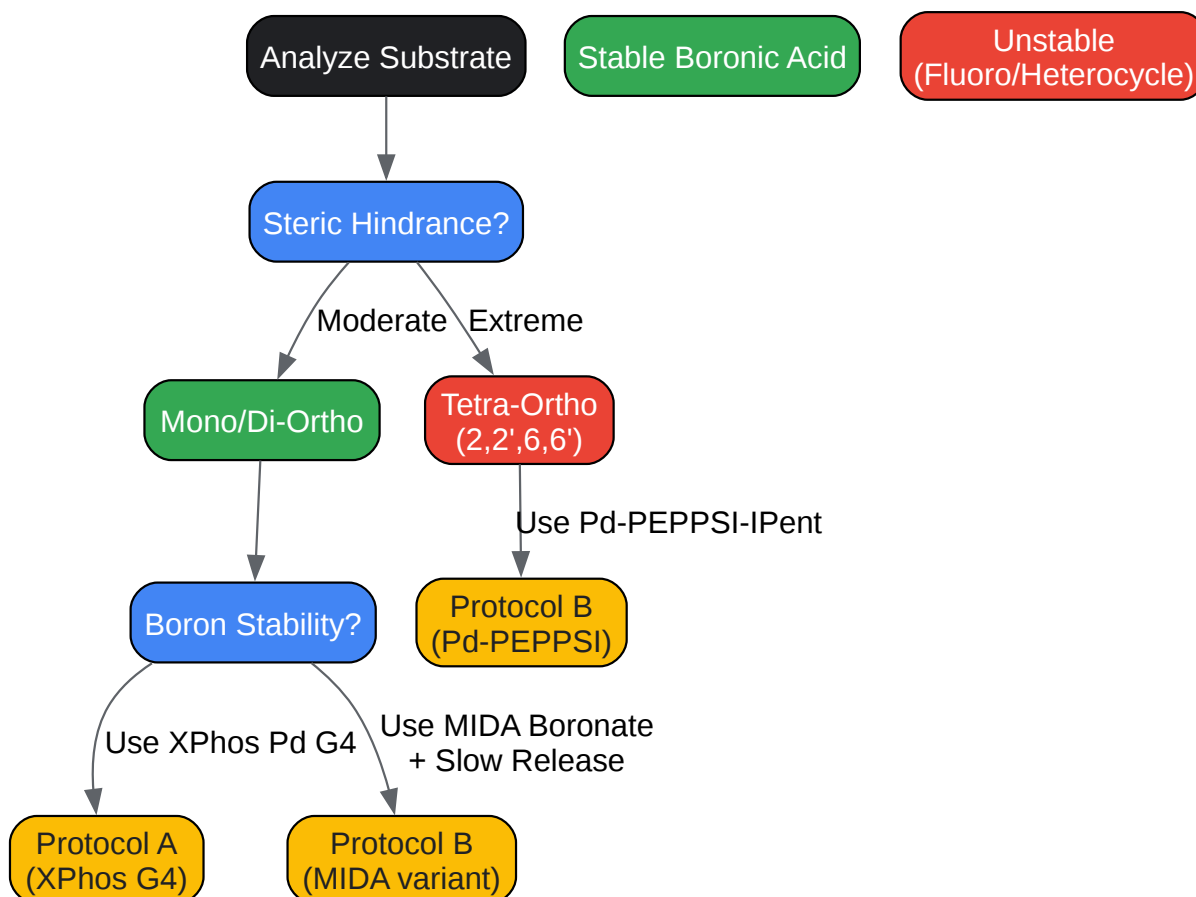 Analyze Substrate
Stable Boronic Acid
Unstable
(Fluoro/Heterocycle)
Steric Hindrance?
Moderate
Extreme
Mono/Di-Ortho
Tetra-Ortho
(2,2',6,6')
Use Pd-PEPPSI-IPent
Boron Stability?
Protocol B
(Pd-PEPPSI)
Use XPhos Pd G4
Use MIDA Boronate
+ Slow Release
Protocol A
(XPhos G4)
Protocol B
(MIDA variant)